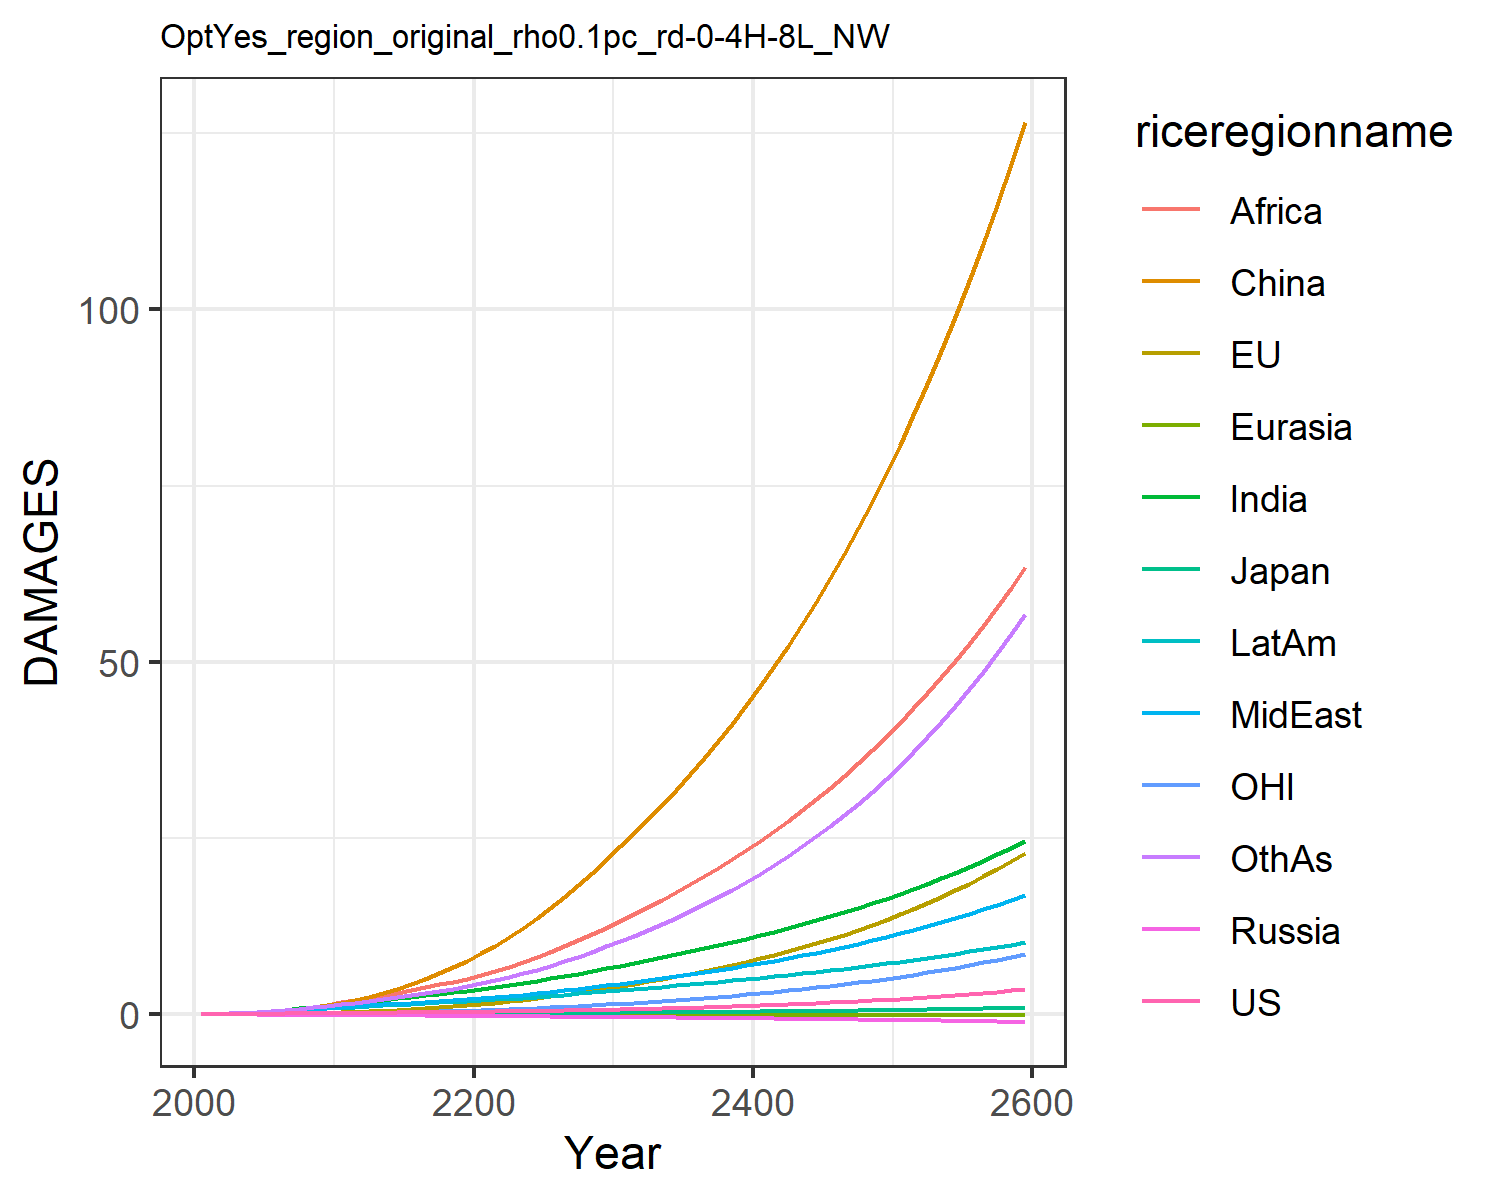 OptYes_region_original_rho0.1pc_rd-0-4H-8L_NW
DAMAGES
100
50
0
2000 2200 2400 2600
Year
riceregionname
Africa
China
EU
Eurasia
India
Japan
LatAm
MidEast
OHI
OthAs
Russia
US